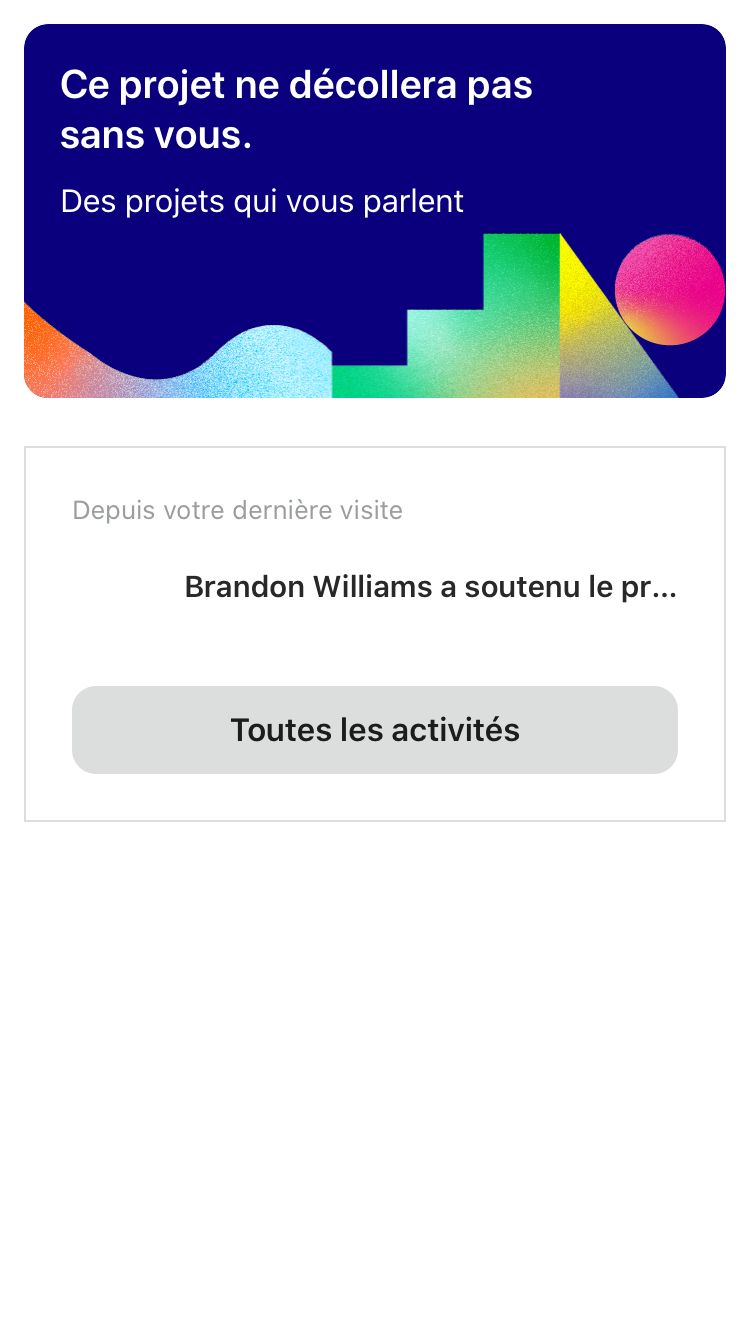 Ce projet ne décollera pas
sans vous.
Des projets qui vous parlent
Depuis votre dernière visite
Brandon Williams a soutenu le pr...
Toutes les activités